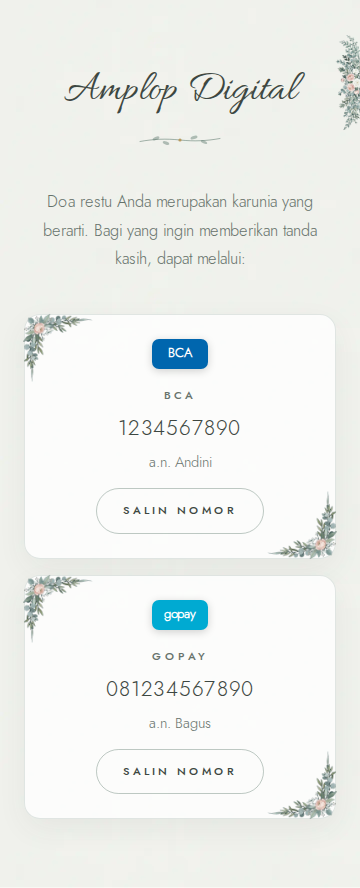 Amplop Digital
Doa restu Anda merupakan karunia yang
berarti. Bagi yang ingin memberikan tanda
kasih, dapat melalui:
BCA
BCA
1234567890
a.n. Andini
SALIN NOMOR
gopay
GOPAY
081234567890
a.n. Bagus
SALIN NOMOR